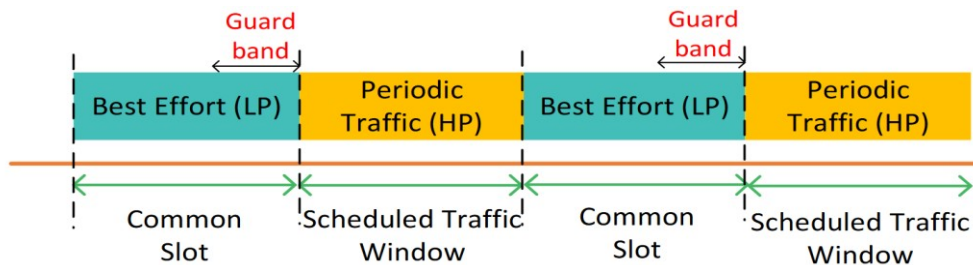 Guard
band
Guard
band
Best Effort (LP)
Periodic
Traffic (HP)
Best Effort (LP)
Periodic
Traffic (HP)
Common
Slot
Scheduled Traffic
Window
Common
Slot
Scheduled Traffic
Window